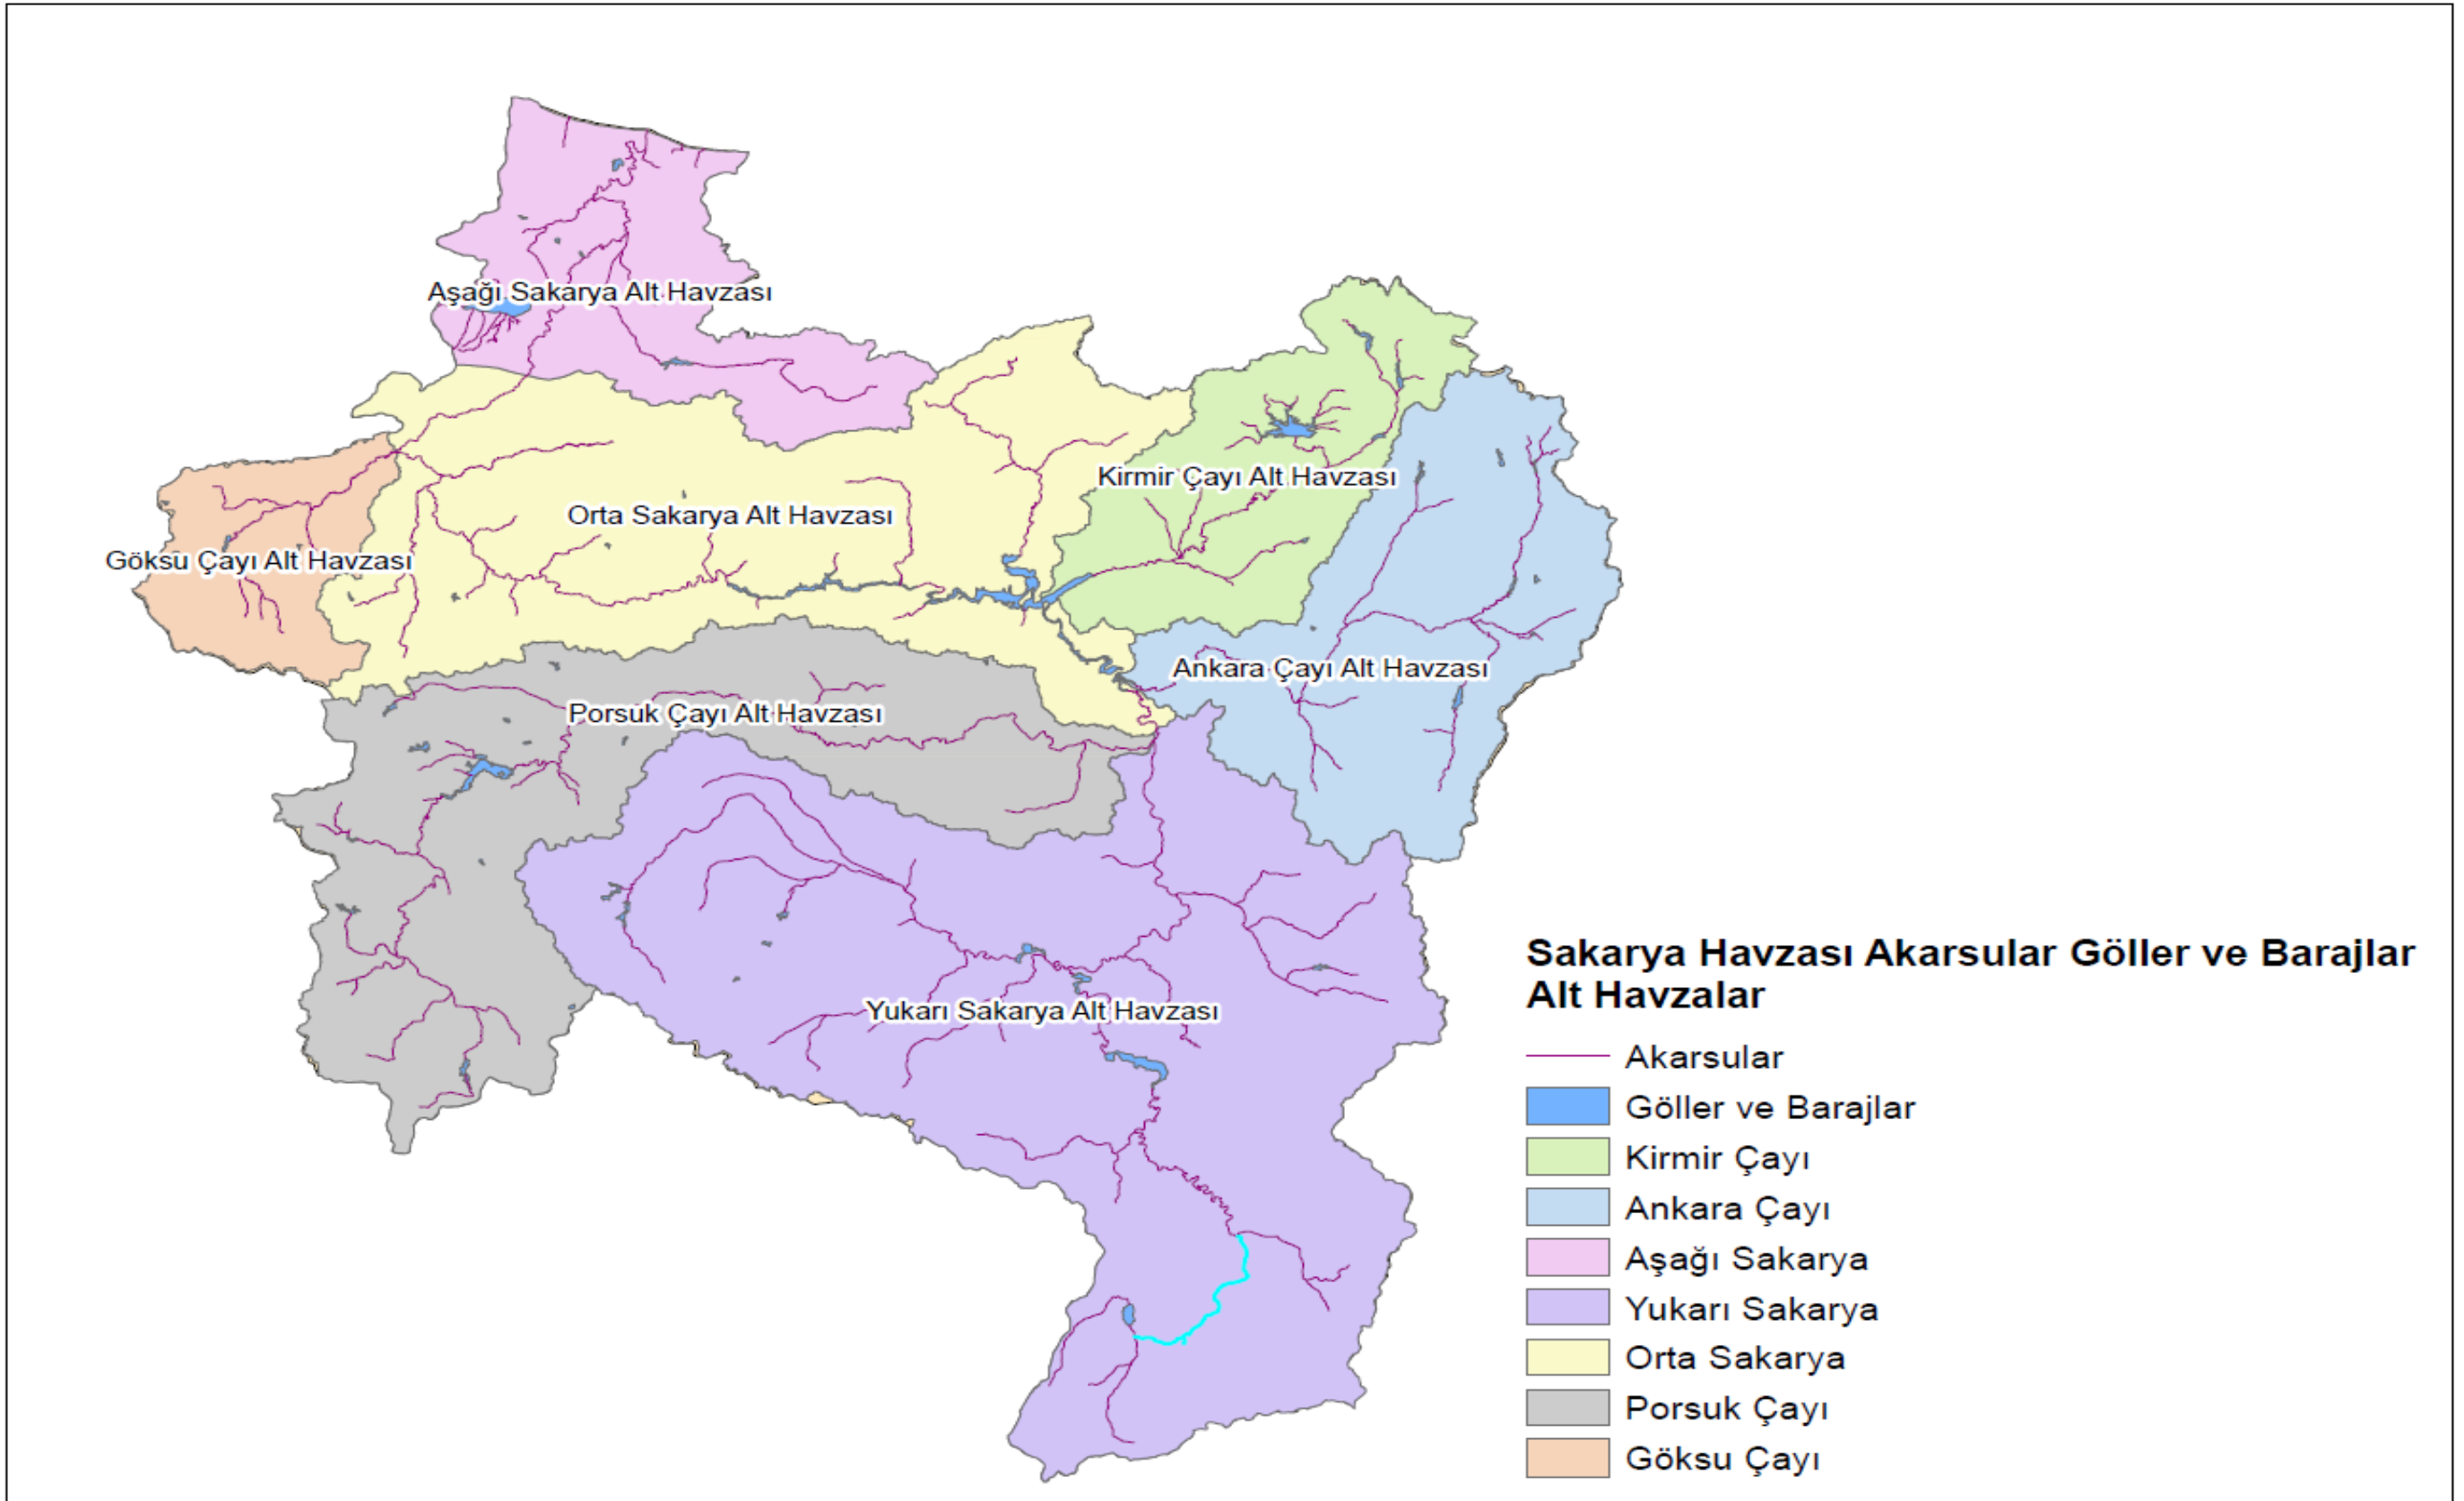 Aşağı Sakarya Alt Havzası
Kirmir Çayı Alt Havzası
Orta Sakarya Alt Havzası
Göksu Çayı Alt Havzası
Ankara Çayı Alt Havzası
Porsuk Çayı Alt Havzası
Yukarı Sakarya Alt Havzası
Sakarya Havzası Akarsular Göller ve Barajlar
Alt Havzalar
Akarsular
Göller ve Barajlar
Kirmir Çayı
Ankara Çayı
Aşağı Sakarya
Yukarı Sakarya
Orta Sakarya
Porsuk Çayı
Göksu Çayı